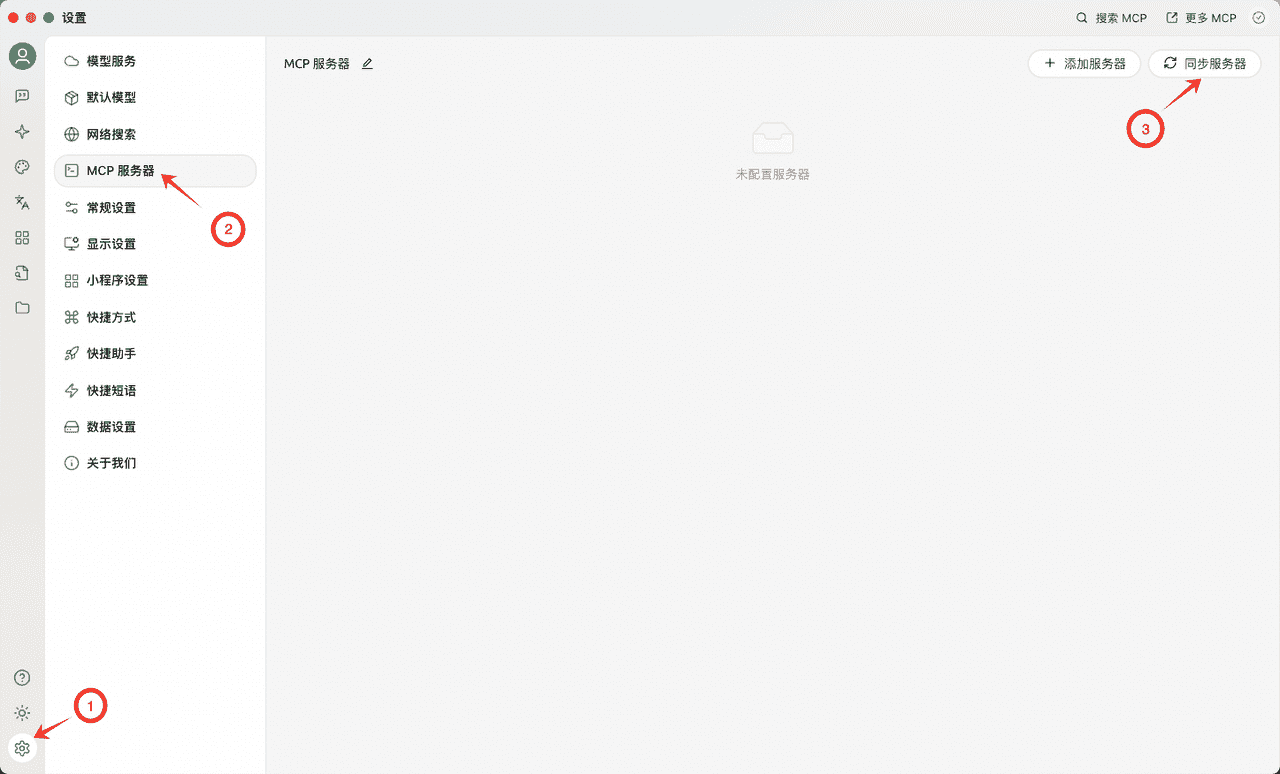 设置
搜索 MCP
更多 MCP
模型服务
默认模型
网络搜索
MCP 服务器
常规设置
显示设置
小程序设置
快捷方式
快捷助手
快捷短语
数据设置
关于我们
MCP 服务器
添加服务器
同步服务器
未配置服务器
3
2
1